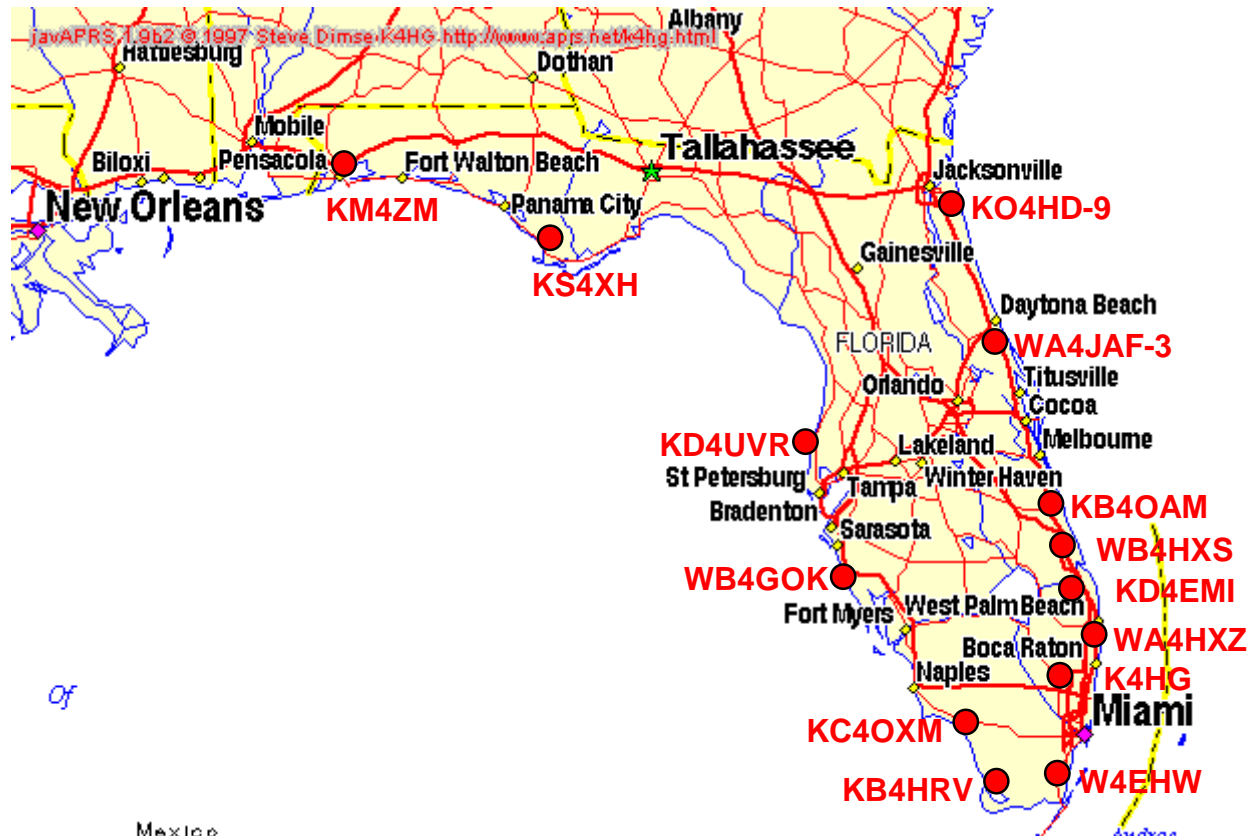 Albany
javAPRS 1.9b2 © 1997 Steve Dimse K4HG http://www.aprs.net/k4hg.html
Hattiesburg
Dothan
Mobile
Tallahassee
Biloxi
Pensacola
Fort Walton Beach
Jacksonville
New Orleans
KM4ZM
Panama City
KO4HD-9
Gainesville
KS4XH
Daytona Beach
FLORIDA
WA4JAF-3
Titusville
Orlando
Cocoa
KD4UVR
Lakeland
Melbourne
St Petersburg
Tampa
Winter Haven
Bradenton
KB4OAM
Sarasota
WB4HXS
WB4GOK
KD4EMI
West Palm Beach
Fort Myers
WA4HXZ
Boca Raton
Naples
K4HG
Of
Miami
KC4OXM
KB4HRV
W4EHW
Mexico
Andros